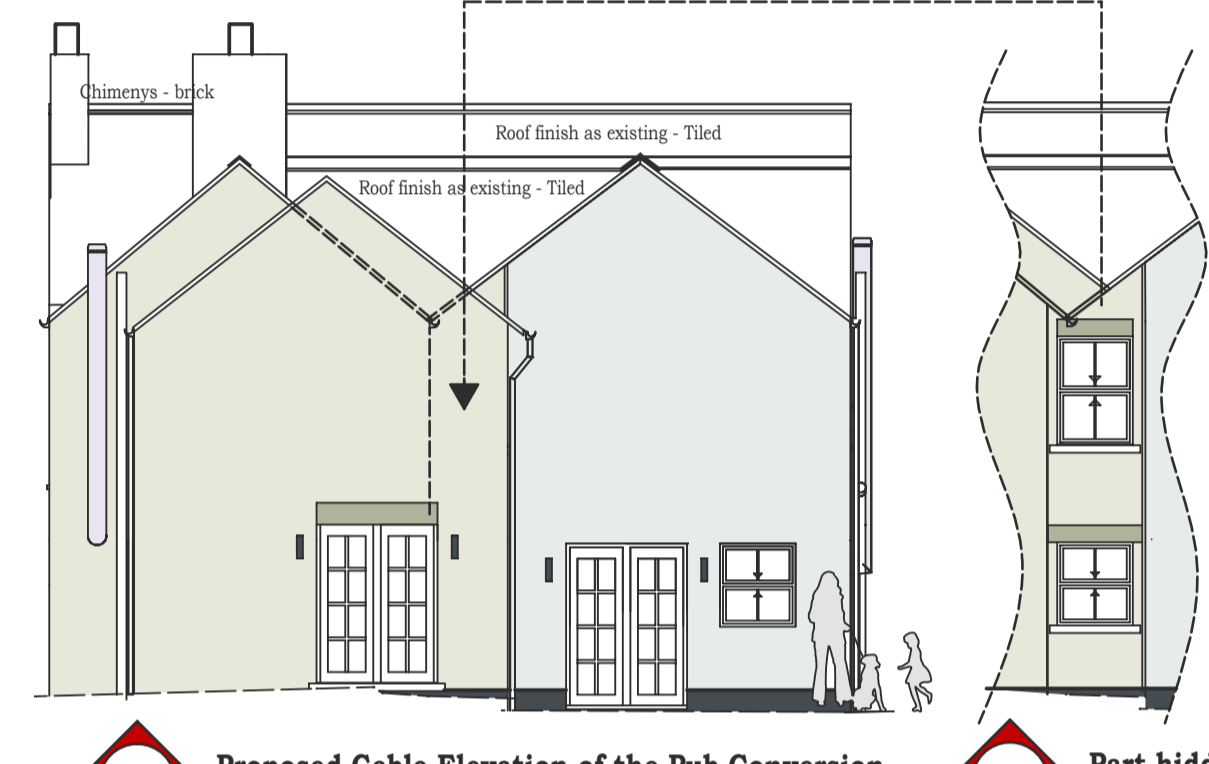 Chimenys - brick
Roof finish as existing - Tiled
Roof finish as existing - Tiled
Proposed Gable Elevation of the Pub Conversion
Part hidd